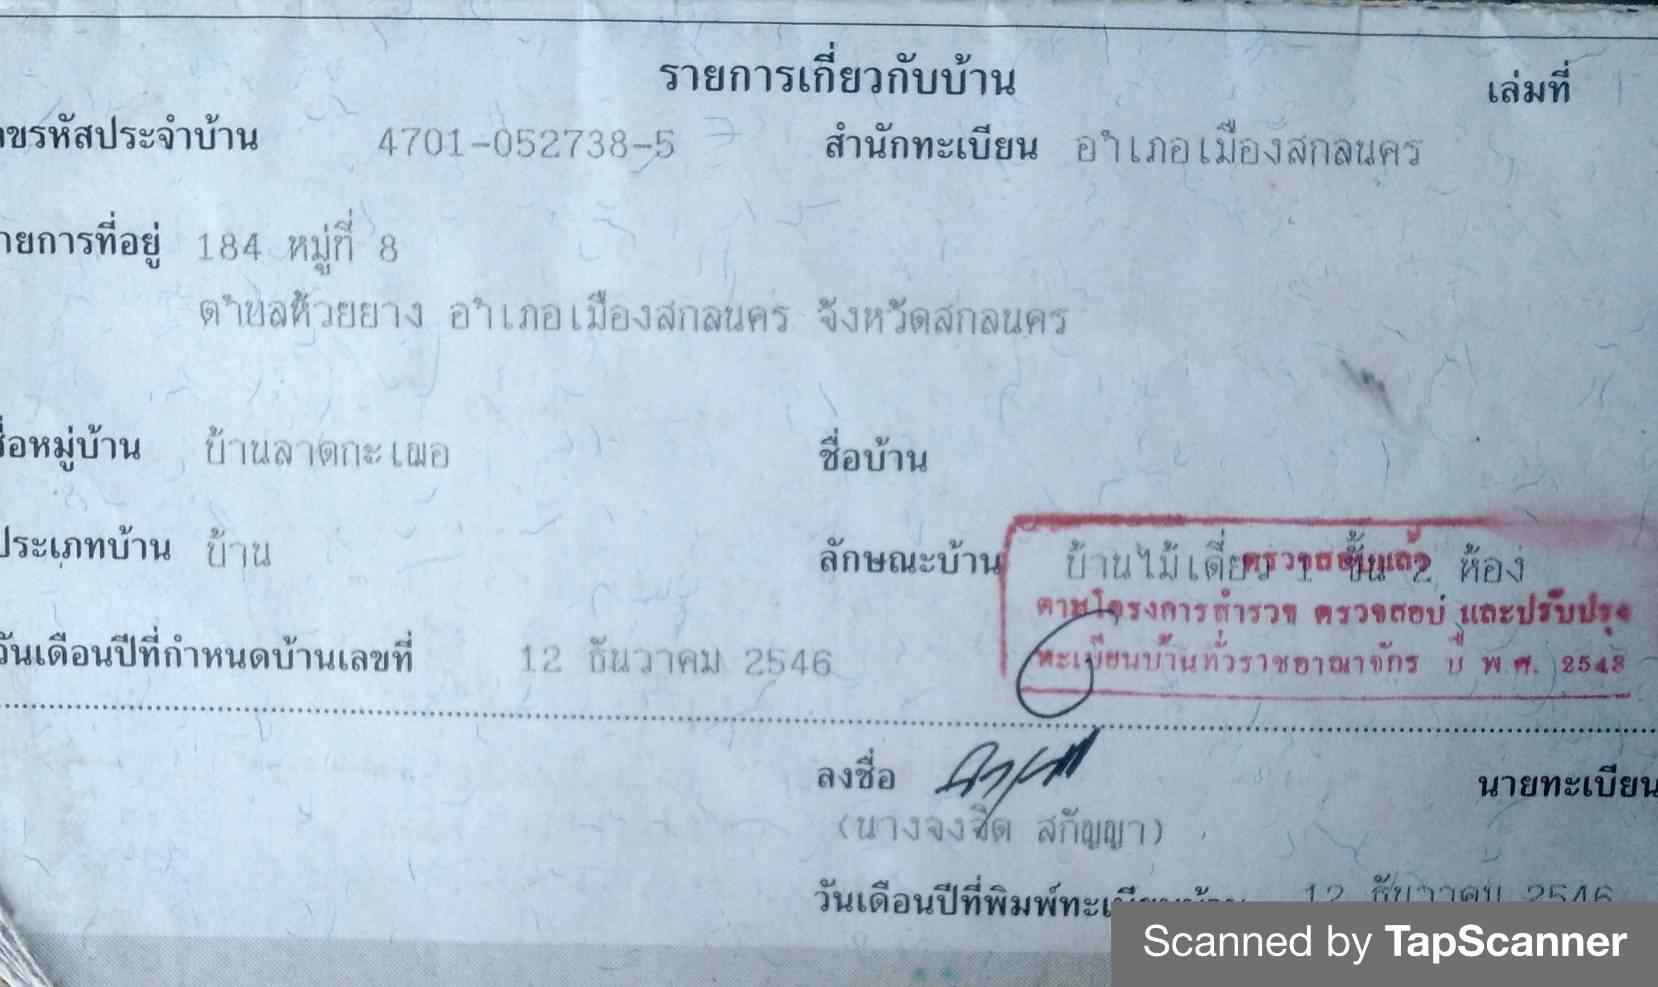 รายการเกี่ยวกับบ้าน เล่มที่
ขรหัสประจำบ้าน 4701-052738-5 สำนักทะเบียน อำเภอเมืองสกลนคร
ายการที่อยู่ 184 หมู่ที่ 8
ตำบลห้วยยาง อำเภอเมืองสกลนคร จังหวัดสกลนคร
ชื่อหมู่บ้าน บ้านลาดกะเฌอ ชื่อบ้าน
ประเภทบ้าน บ้าน ลักษณะบ้าน บ้านไม้เดี่ยว 1 ชั้น 2 ห้อง
ตรวจสอบแล้ว
ตามโครงการสำรวจ ตรวจสอบ และปรับปรุง
ทะเบียนบ้านทั่วราชอาณาจักร ปี พ.ศ. 2548
วันเดือนปีที่กำหนดบ้านเลขที่ 12 ธันวาคม 2546
ลงชื่อ นายทะเบียน
(นางจงจิต สกัญญา)
วันเดือนปีที่พิมพ์ทะเบียนบ้าน 12 ธันวาคม 2546
Scanned by TapScanner